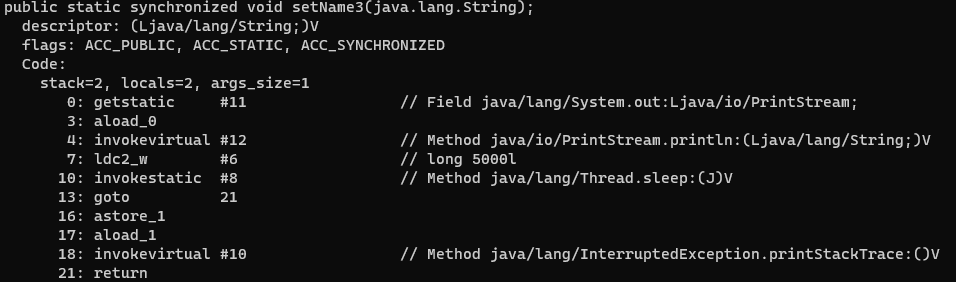 public static synchronized void setName3(java.lang.String);
  descriptor: (Ljava/lang/String;)V
  flags: ACC_PUBLIC, ACC_STATIC, ACC_SYNCHRONIZED
  Code:
    stack=2, locals=2, args_size=1
       0: getstatic     #11                 // Field java/lang/System.out:Ljava/io/PrintStream;
       3: aload_0
       4: invokevirtual #12                 // Method java/io/PrintStream.println:(Ljava/lang/String;)V
       7: ldc2_w        #6                  // long 5000l
      10: invokestatic  #8                  // Method java/lang/Thread.sleep:(J)V
      13: goto          21
      16: astore_1
      17: aload_1
      18: invokevirtual #10                 // Method java/lang/InterruptedException.printStackTrace:()V
      21: return